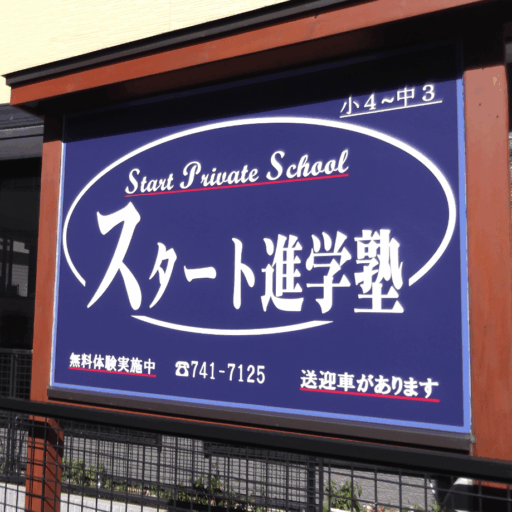 小4~中3
Start Private School
スタート進学塾
無料体験実施中 ☎741-7125 送迎車があります